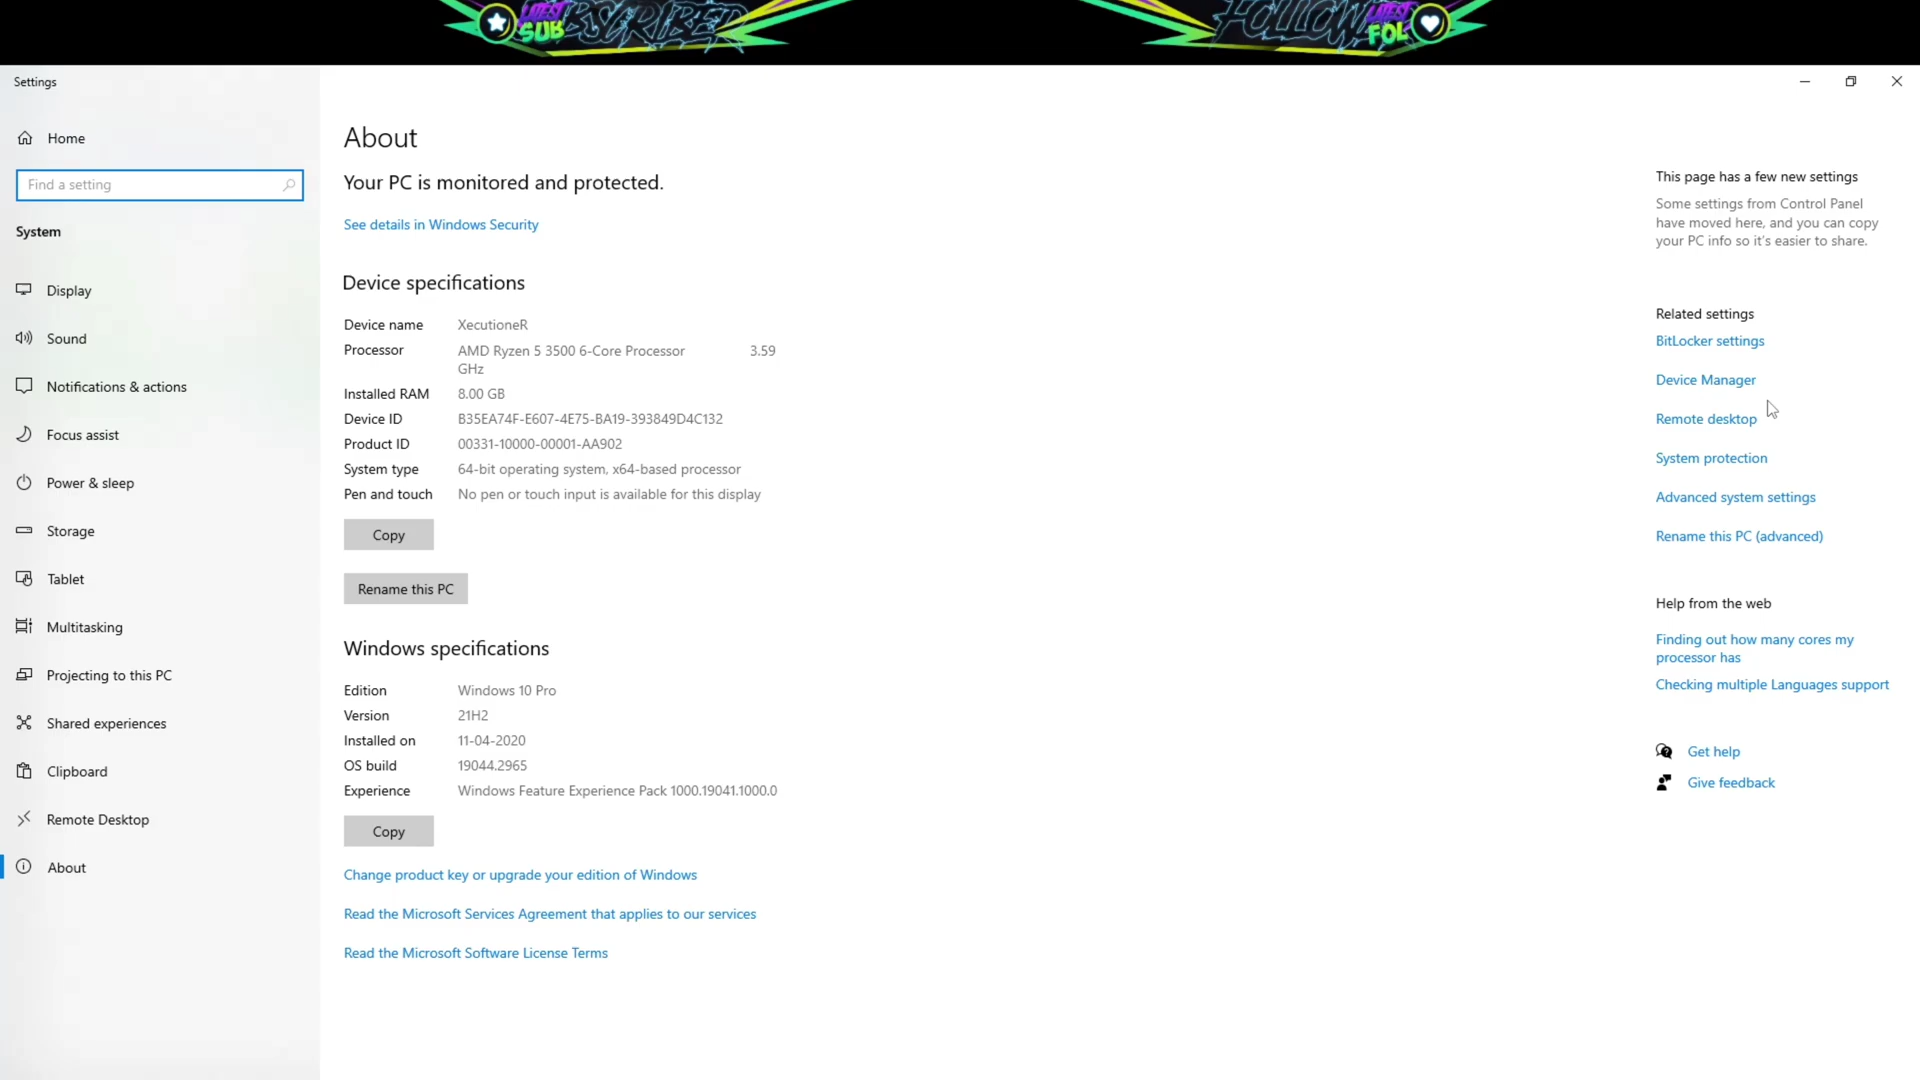 LATEST
SUB
SUBSCRIBED
FOLLOW
LATEST
FOL
Settings
Home
Find a setting
System
Display
Sound
Notifications & actions
Focus assist
Power & sleep
Storage
Tablet
Multitasking
Projecting to this PC
Shared experiences
Clipboard
Remote Desktop
About
About
Your PC is monitored and protected.
See details in Windows Security
Device specifications
Device name XecutioneR
Processor AMD Ryzen 5 3500 6-Core Processor 3.59
GHz
Installed RAM 8.00 GB
Device ID B35EA74F-E607-4E75-BA19-393849D4C132
Product ID 00331-10000-00001-AA902
System type 64-bit operating system, x64-based processor
Pen and touch No pen or touch input is available for this display
Copy
Rename this PC
Windows specifications
Edition Windows 10 Pro
Version 21H2
Installed on 11-04-2020
OS build 19044.2965
Experience Windows Feature Experience Pack 1000.19041.1000.0
Copy
Change product key or upgrade your edition of Windows
Read the Microsoft Services Agreement that applies to our services
Read the Microsoft Software License Terms
This page has a few new settings
Some settings from Control Panel
have moved here, and you can copy
your PC info so it's easier to share.
Related settings
BitLocker settings
Device Manager
Remote desktop
System protection
Advanced system settings
Rename this PC (advanced)
Help from the web
Finding out how many cores my
processor has
Checking multiple Languages support
Get help
Give feedback